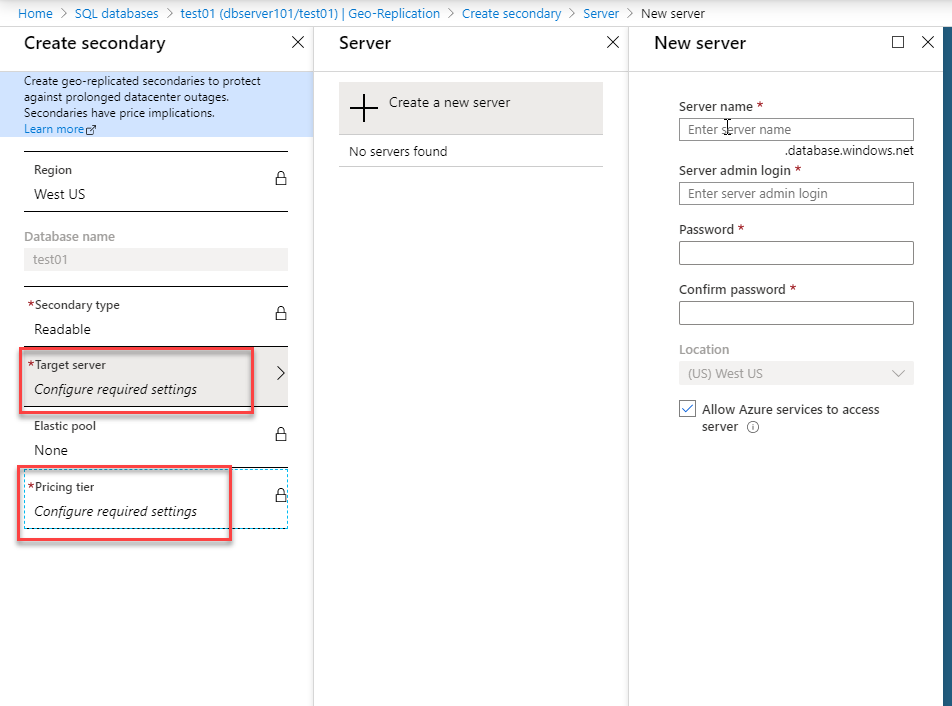 Home > SQL databases > test01 (dbserver101/test01) | Geo-Replication > Create secondary > Server > New server
Create secondary
Create geo-replicated secondaries to protect
against prolonged datacenter outages.
Secondaries have price implications.
Learn more
Region
West US
Database name
test01
*Secondary type
Readable
*Target server
Configure required settings
Elastic pool
None
*Pricing tier
Configure required settings
Server
Create a new server
No servers found
New server
Server name *
Enter server name
.database.windows.net
Server admin login *
Enter server admin login
Password *
Confirm password *
Location
(US) West US
Allow Azure services to access
server